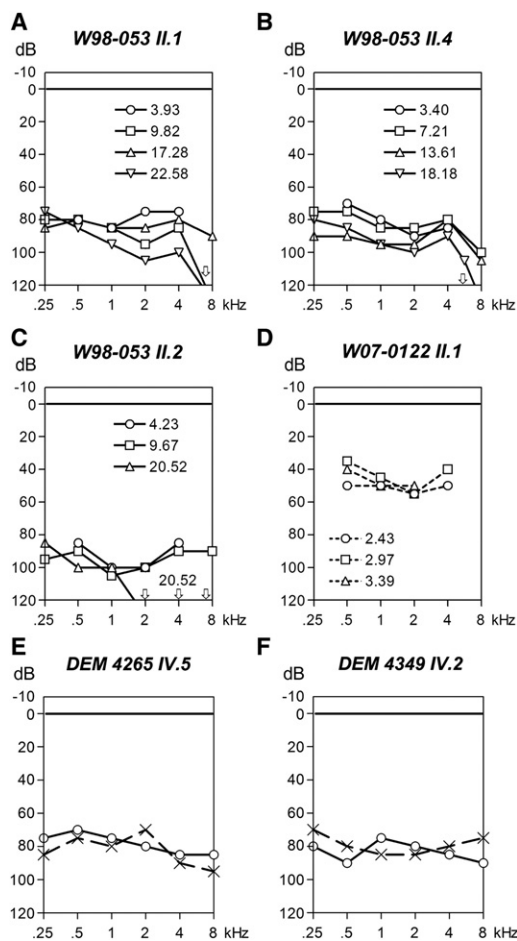 A
W98-053 II.1
dB
-10
0
20
40
60
80
100
120
3.93
9.82
17.28
22.58
.25 .5 1 2 4 8 kHz
B
W98-053 II.4
dB
-10
0
20
40
60
80
100
120
3.40
7.21
13.61
18.18
.25 .5 1 2 4 8 kHz
C
W98-053 II.2
dB
-10
0
20
40
60
80
100
120
4.23
9.67
20.52
20.52
.25 .5 1 2 4 8 kHz
D
W07-0122 II.1
dB
-10
0
20
40
60
80
100
120
2.43
2.97
3.39
.25 .5 1 2 4 8 kHz
E
DEM 4265 IV.5
dB
-10
0
20
40
60
80
100
120
.25 .5 1 2 4 8 kHz
F
DEM 4349 IV.2
dB
-10
0
20
40
60
80
100
120
.25 .5 1 2 4 8 kHz